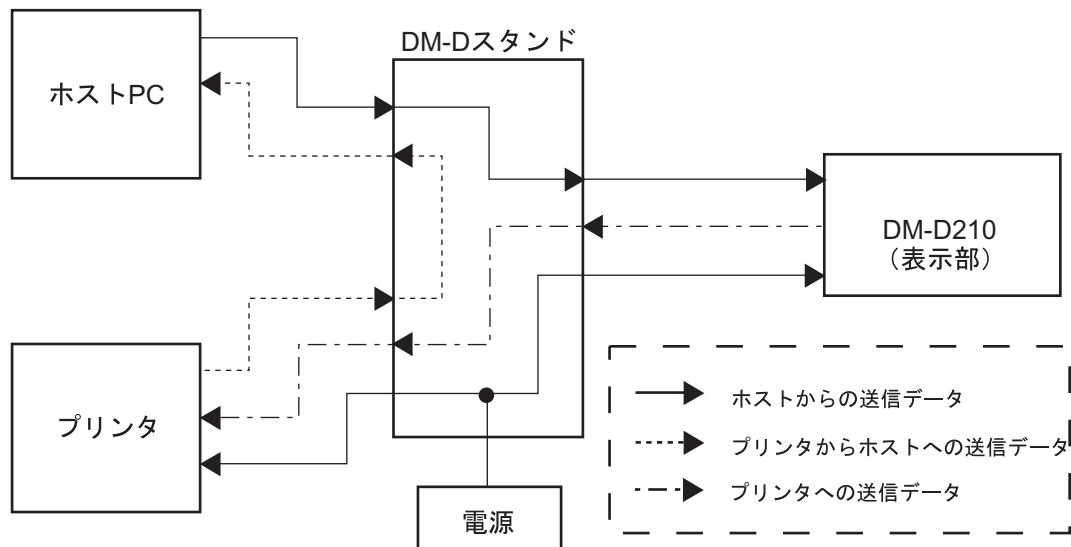 DM-Dスタンド
ホストPC
DM-D210
（表示部）
プリンタ
電源
ホストからの送信データ
プリンタからホストへの送信データ
プリンタへの送信データ